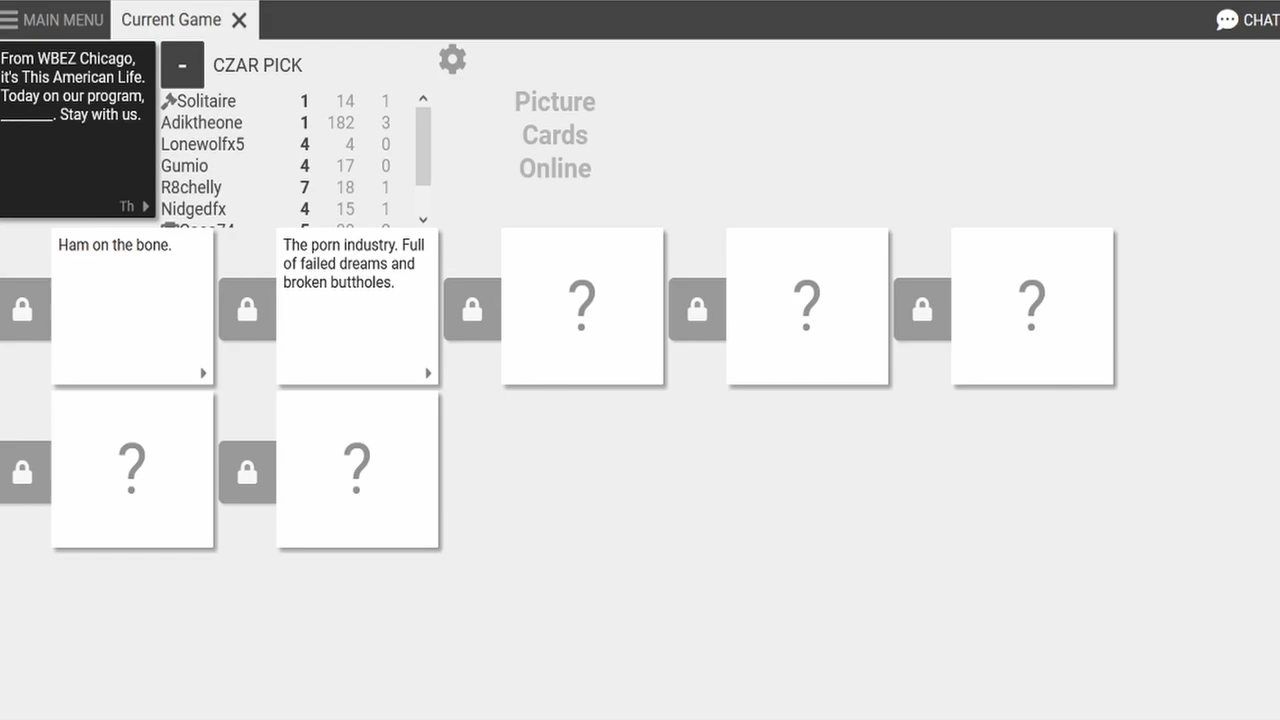 MAIN MENU
Current Game
CHAT
From WBEZ Chicago,
it's This American Life.
Today on our program,
_______. Stay with us.
Th
-
CZAR PICK
Solitaire 1 14 1
Adiktheone 1 182 3
Lonewolfx5 4 4 0
Gumio 4 17 0
R8chelly 7 18 1
Nidgedfx 4 15 1
Picture
Cards
Online
Ham on the bone.
The porn industry. Full
of failed dreams and
broken buttholes.
?
?
?
?
?